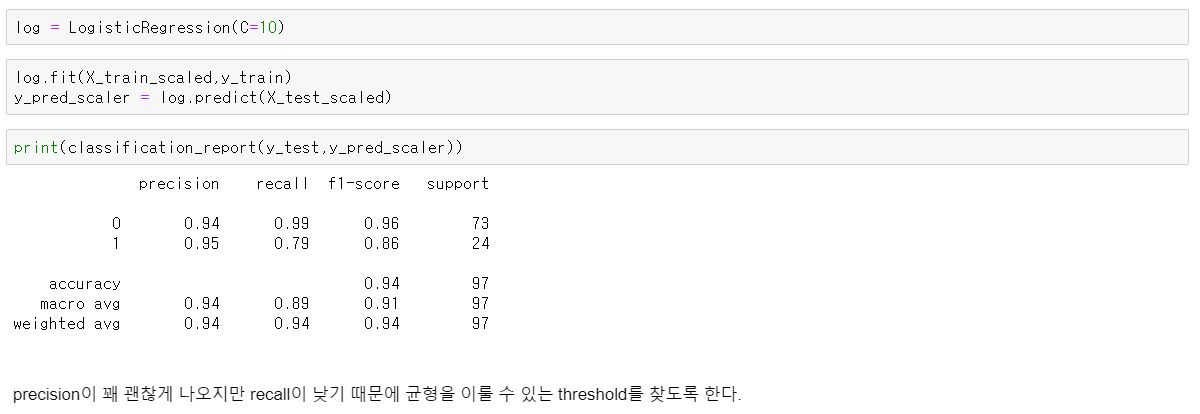 log = LogisticRegression(C=10)
log.fit(X_train_scaled,y_train)
y_pred_scaler = log.predict(X_test_scaled)
print(classification_report(y_test,y_pred_scaler))
precision recall f1-score support
0 0.94 0.99 0.96 73
1 0.95 0.79 0.86 24
accuracy 0.94 97
macro avg 0.94 0.89 0.91 97
weighted avg 0.94 0.94 0.94 97
precision이 꽤 괜찮게 나오지만 recall이 낮기 때문에 균형을 이룰 수 있는 threshold를 찾도록 한다.